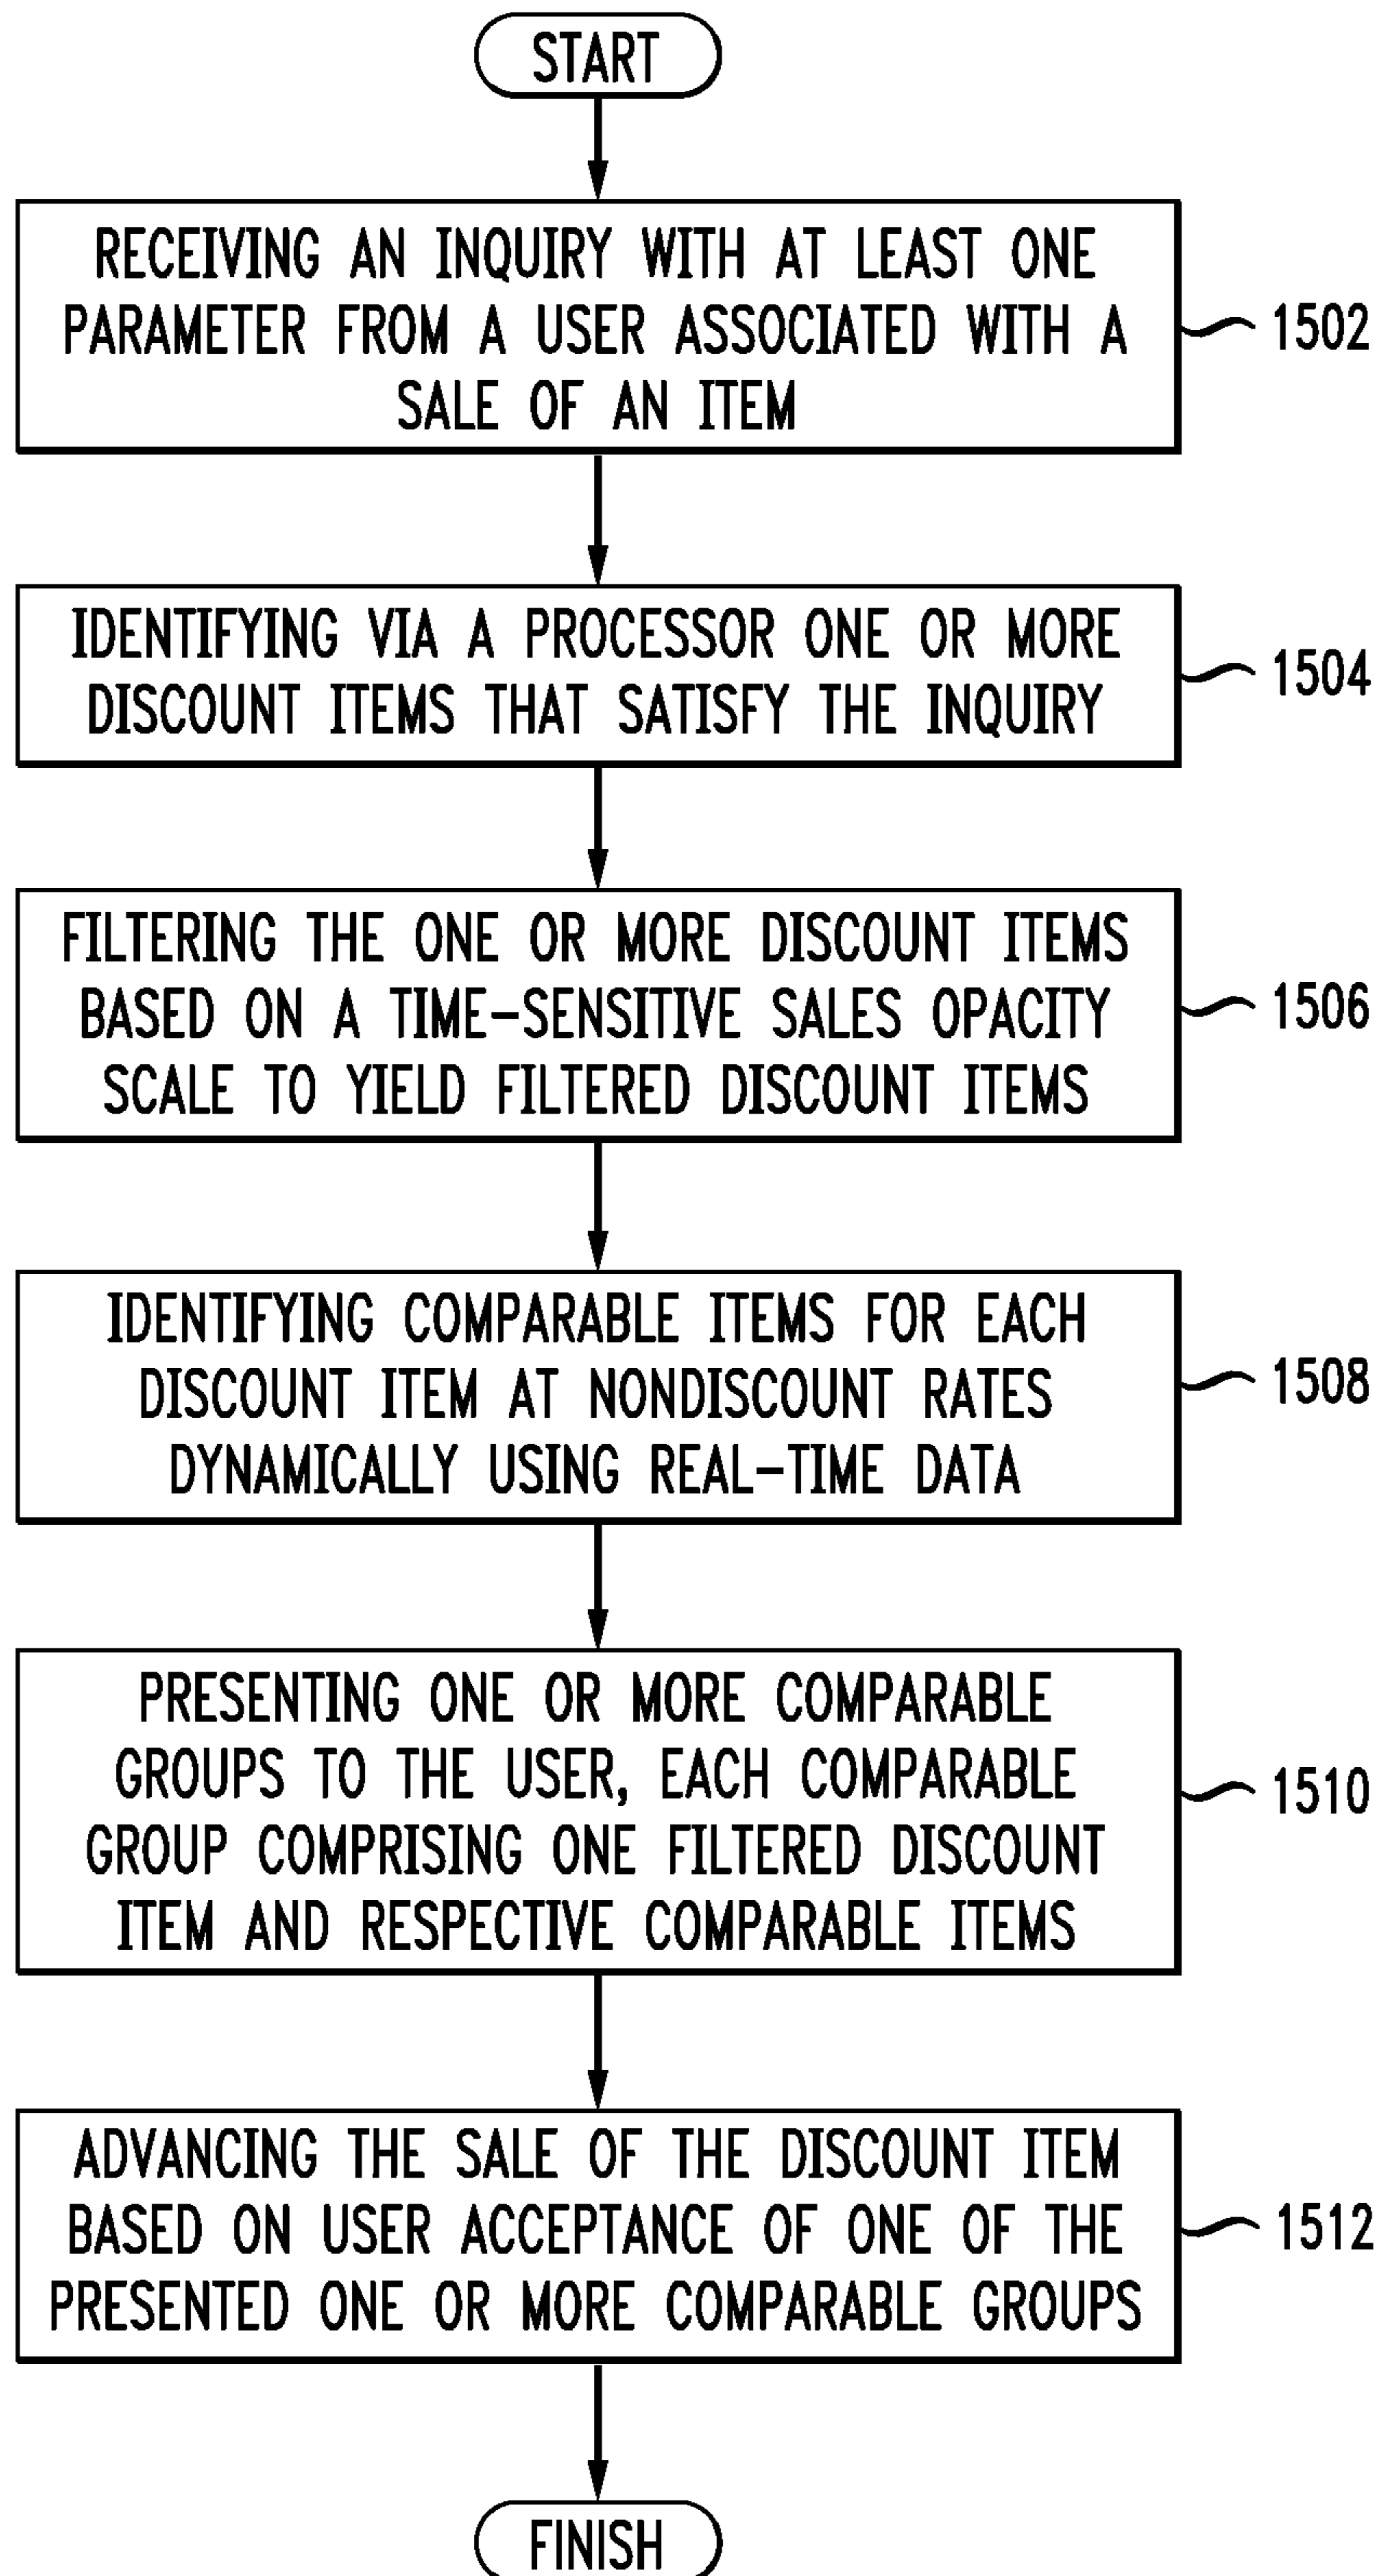 START
RECEIVING AN INQUIRY WITH AT LEAST ONE
PARAMETER FROM A USER ASSOCIATED WITH A
SALE OF AN ITEM
1502
IDENTIFYING VIA A PROCESSOR ONE OR MORE
DISCOUNT ITEMS THAT SATISFY THE INQUIRY
1504
FILTERING THE ONE OR MORE DISCOUNT ITEMS
BASED ON A TIME-SENSITIVE SALES OPACITY
SCALE TO YIELD FILTERED DISCOUNT ITEMS
1506
IDENTIFYING COMPARABLE ITEMS FOR EACH
DISCOUNT ITEM AT NONDISCOUNT RATES
DYNAMICALLY USING REAL-TIME DATA
1508
PRESENTING ONE OR MORE COMPARABLE
GROUPS TO THE USER, EACH COMPARABLE
GROUP COMPRISING ONE FILTERED DISCOUNT
ITEM AND RESPECTIVE COMPARABLE ITEMS
1510
ADVANCING THE SALE OF THE DISCOUNT ITEM
BASED ON USER ACCEPTANCE OF ONE OF THE
PRESENTED ONE OR MORE COMPARABLE GROUPS
1512
FINISH